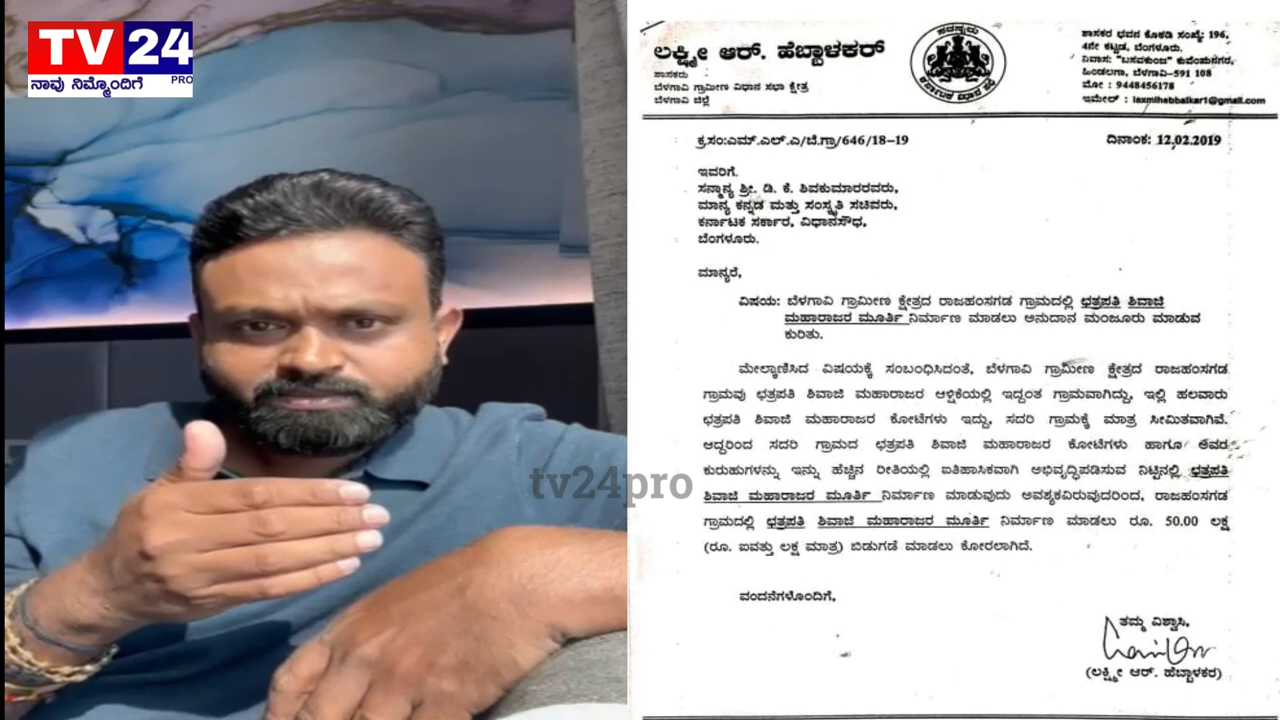 TV24
PRO
ನಾವು ನಿಮ್ಮೊಂದಿಗೆ
tv24pro
ಲಕ್ಷ್ಮೀ ಆರ್. ಹೆಬ್ಬಾಳಕರ್
ಶಾಸಕರು
ಬೆಳಗಾವಿ ಗ್ರಾಮೀಣ ವಿಧಾನ ಸಭಾ ಕ್ಷೇತ್ರ
ಬೆಳಗಾವಿ ಜಿಲ್ಲೆ
ಶಾಸಕರ ಭವನ ಕೊಠಡಿ ಸಂಖ್ಯೆ: 196,
4ನೇ ಕಟ್ಟಡ, ಬೆಂಗಳೂರು.
ನಿವಾಸ: "ಬಸವಕುಂಜ" ಕುವೆಂಪುನಗರ,
ಹಿಂಡಲಗಾ, ಬೆಳಗಾವಿ-591 108
ಮೋ : 9448456178
ಇಮೇಲ್ : laxmihebbalkar1@gmail.com
ಕ್ರ.ಸಂ:ಎಮ್.ಎಲ್.ಎ/ಬೆ.ಗ್ರಾ/646/18-19
ದಿನಾಂಕ: 12.02.2019
ಇವರಿಗೆ.
ಸನ್ಮಾನ್ಯ ಶ್ರೀ. ಡಿ. ಕೆ. ಶಿವಕುಮಾರರವರು,
ಮಾನ್ಯ ಕನ್ನಡ ಮತ್ತು ಸಂಸ್ಕೃತಿ ಸಚಿವರು,
ಕರ್ನಾಟಕ ಸರ್ಕಾರ, ವಿಧಾನಸೌಧ,
ಬೆಂಗಳೂರು.
ಮಾನ್ಯರೆ,
ವಿಷಯ: ಬೆಳಗಾವಿ ಗ್ರಾಮೀಣ ಕ್ಷೇತ್ರದ ರಾಜಹಂಸಗಡ ಗ್ರಾಮದಲ್ಲಿ ಛತ್ರಪತಿ ಶಿವಾಜಿ
ಮಹಾರಾಜರ ಮೂರ್ತಿ ನಿರ್ಮಾಣ ಮಾಡಲು ಅನುದಾನ ಮಂಜೂರು ಮಾಡುವ
ಕುರಿತು.
ಮೇಲ್ಕಾಣಿಸಿದ ವಿಷಯಕ್ಕೆ ಸಂಬಂಧಿಸಿದಂತೆ, ಬೆಳಗಾವಿ ಗ್ರಾಮೀಣ ಕ್ಷೇತ್ರದ ರಾಜಹಂಸಗಡ
ಗ್ರಾಮವು ಛತ್ರಪತಿ ಶಿವಾಜಿ ಮಹಾರಾಜರ ಆಳ್ವಿಕೆಯಲ್ಲಿ ಇದ್ದಂತ ಗ್ರಾಮವಾಗಿದ್ದು, ಇಲ್ಲಿ ಹಲವಾರು
ಛತ್ರಪತಿ ಶಿವಾಜಿ ಮಹಾರಾಜರ ಕೋಟೆಗಳು ಇದ್ದು, ಸದರಿ ಗ್ರಾಮಕ್ಕೆ ಮಾತ್ರ ಸೀಮಿತವಾಗಿವೆ.
ಆದ್ದರಿಂದ ಸದರಿ ಗ್ರಾಮದ ಛತ್ರಪತಿ ಶಿವಾಜಿ ಮಹಾರಾಜರ ಕೋಟೆಗಳು ಹಾಗೂ ಅವರ
ಕುರುಹುಗಳನ್ನು ಇನ್ನು ಹೆಚ್ಚಿನ ರೀತಿಯಲ್ಲಿ ಐತಿಹಾಸಿಕವಾಗಿ ಅಭಿವೃದ್ಧಿಪಡಿಸುವ ನಿಟ್ಟಿನಲ್ಲಿ ಛತ್ರಪತಿ
ಶಿವಾಜಿ ಮಹಾರಾಜರ ಮೂರ್ತಿ ನಿರ್ಮಾಣ ಮಾಡುವುದು ಅವಶ್ಯಕವಿರುವುದರಿಂದ, ರಾಜಹಂಸಗಡ
ಗ್ರಾಮದಲ್ಲಿ ಛತ್ರಪತಿ ಶಿವಾಜಿ ಮಹಾರಾಜರ ಮೂರ್ತಿ ನಿರ್ಮಾಣ ಮಾಡಲು ರೂ. 50.00 ಲಕ್ಷ
(ರೂ. ಐವತ್ತು ಲಕ್ಷ ಮಾತ್ರ) ಬಿಡುಗಡೆ ಮಾಡಲು ಕೋರಲಾಗಿದೆ.
ವಂದನೆಗಳೊಂದಿಗೆ,
ತಮ್ಮ ವಿಶ್ವಾಸಿ,
(ಲಕ್ಷ್ಮೀ ಆರ್. ಹೆಬ್ಬಾಳಕರ)